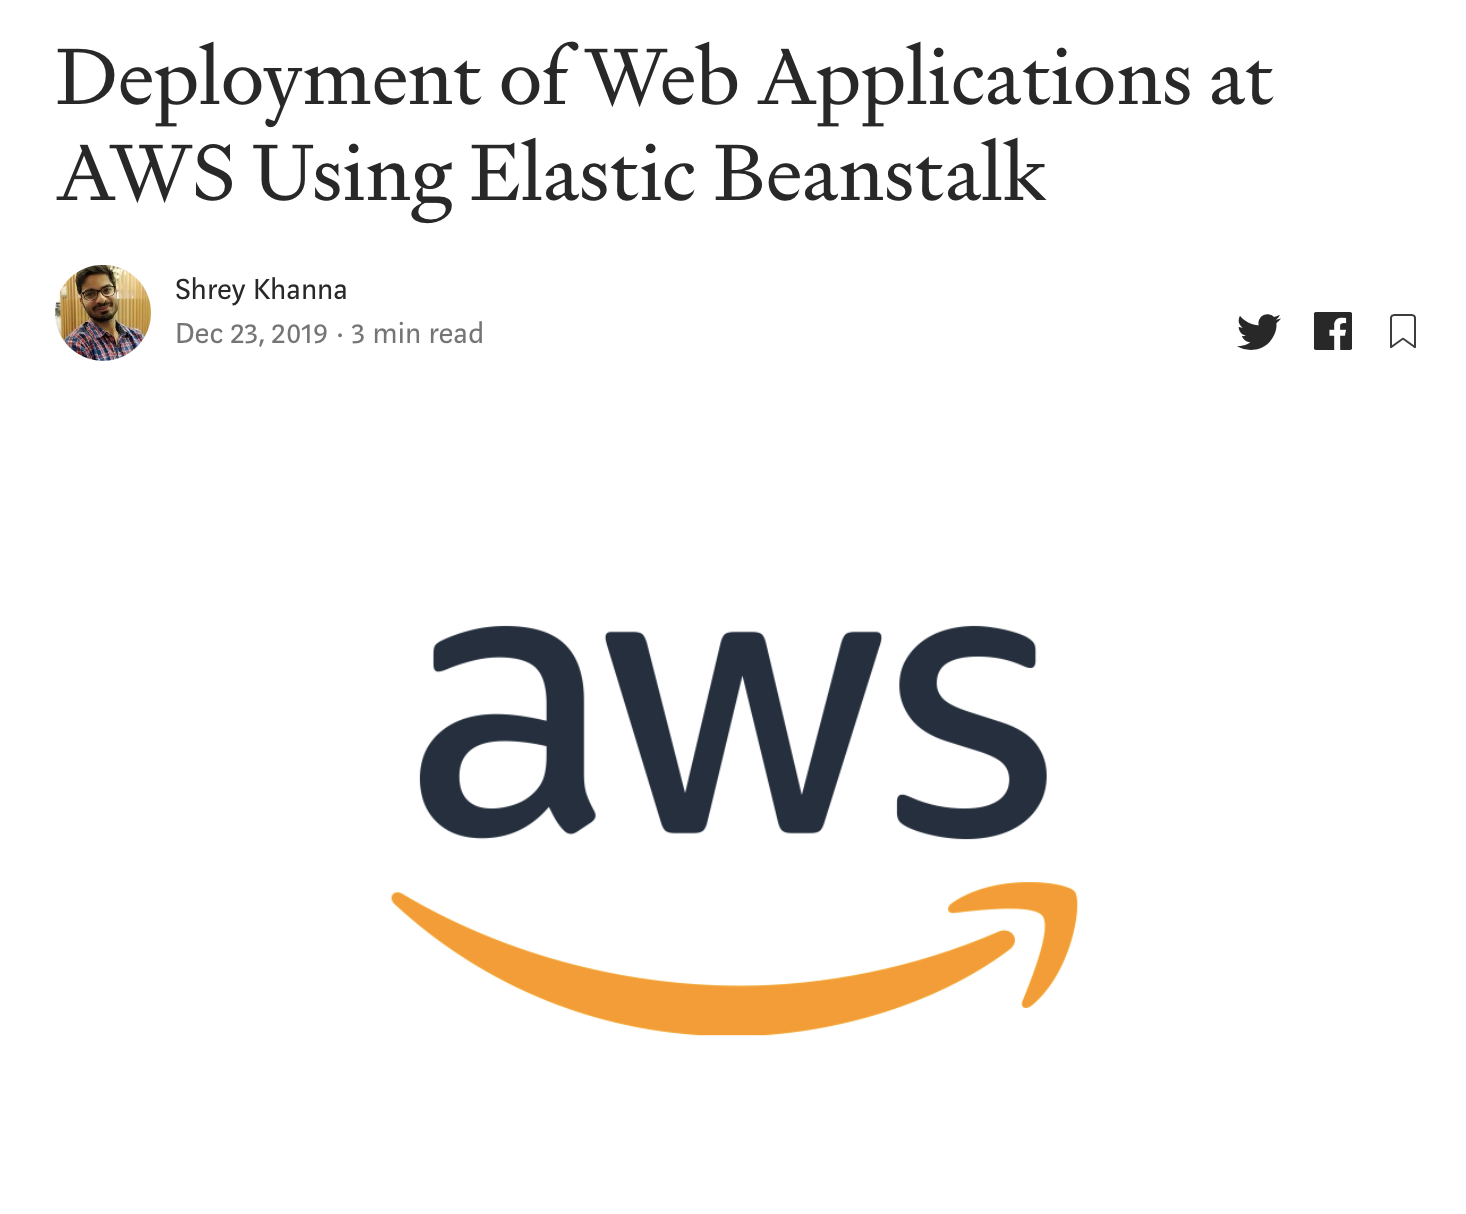 Deployment of Web Applications at
AWS Using Elastic Beanstalk
Shrey Khanna
Dec 23, 2019 · 3 min read
aws